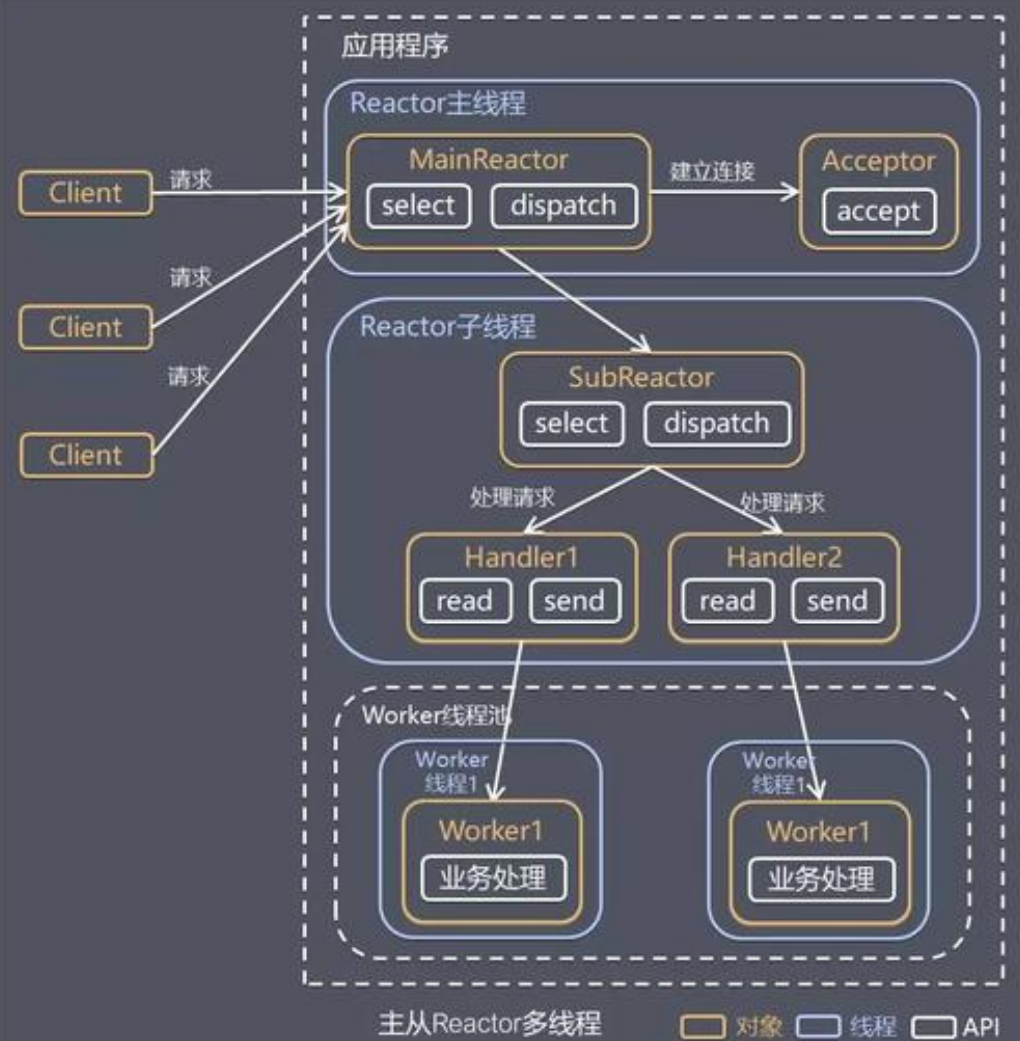 应用程序
Reactor主线程
MainReactor
select
dispatch
建立连接
Acceptor
accept
Client
请求
Client
请求
Client
请求
Reactor子线程
SubReactor
select
dispatch
处理请求
处理请求
Handler1
read
send
Handler2
read
send
Worker线程池
Worker
线程1
Worker1
业务处理
Worker
线程1
Worker1
业务处理
主从Reactor多线程
对象
线程
API